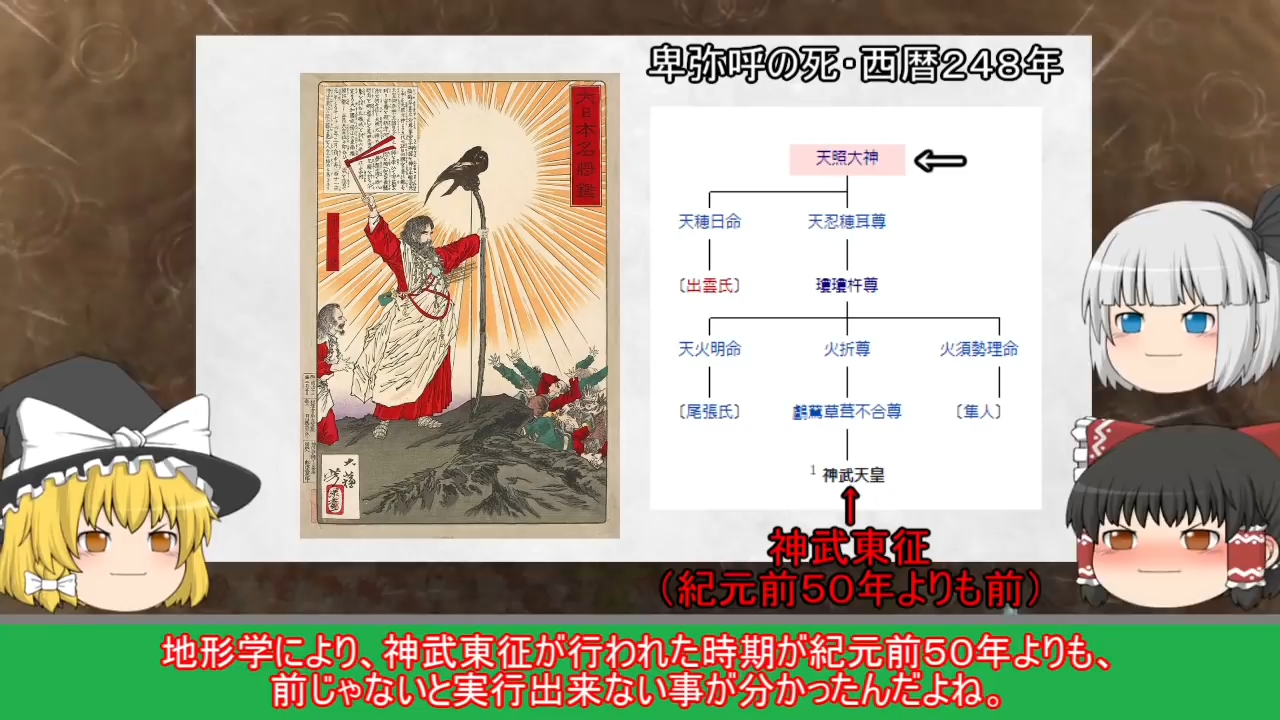 卑弥呼の死・西暦248年
大日本名將鑑
天照大神
天穂日命
天忍穂耳尊
〔出雲氏〕
瓊瓊杵尊
天火明命
火折尊
火須勢理命
〔尾張氏〕
鸕鶿草葺不合尊
〔隼人〕
1 神武天皇
神武東征
(紀元前50年よりも前)
地形学により、神武東征が行われた時期が紀元前50年よりも、
前じゃないと実行出来ない事が分かったんだよね。